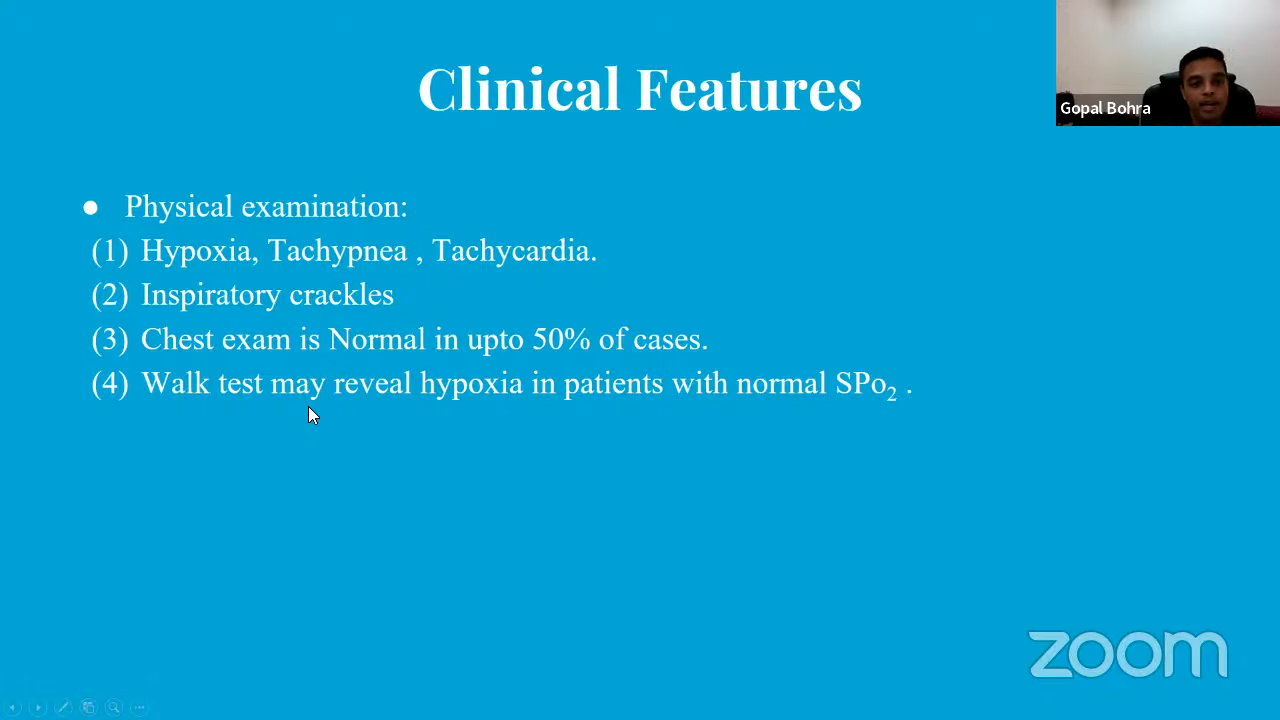 Clinical Features
Gopal Bohra
● Physical examination:
(1) Hypoxia, Tachypnea , Tachycardia.
(2) Inspiratory crackles
(3) Chest exam is Normal in upto 50% of cases.
(4) Walk test may reveal hypoxia in patients with normal SPo₂ .
zoom